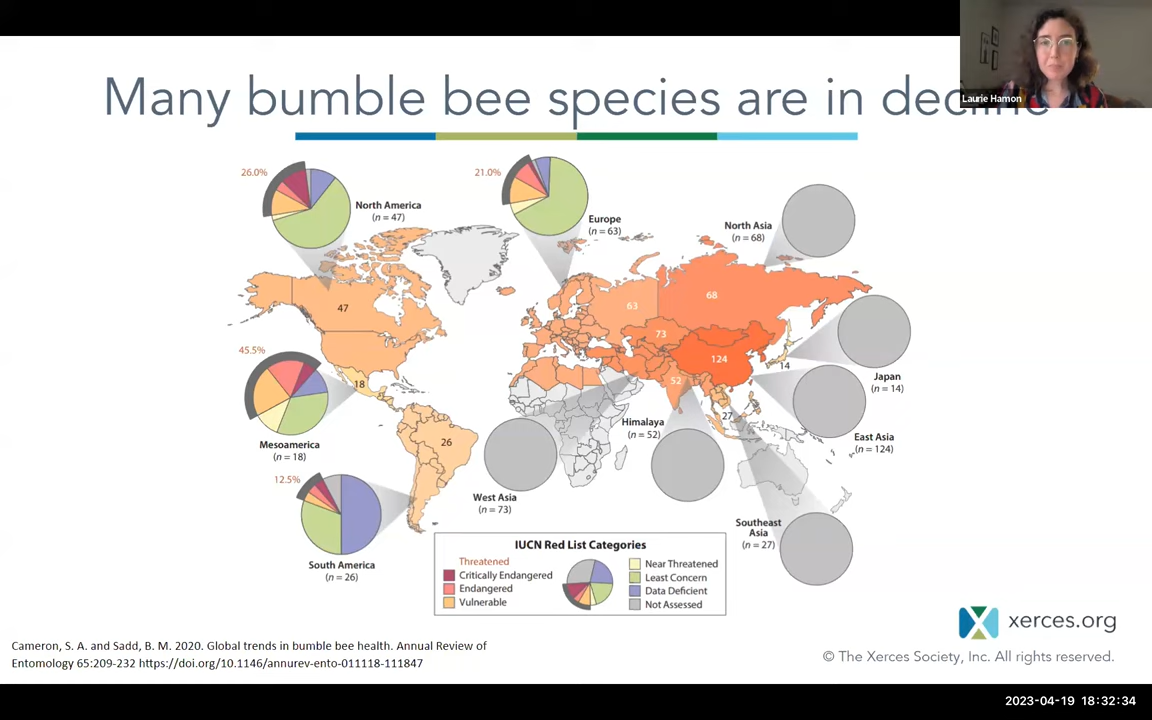 Many bumble bee species are in decline
Laurie Hamon
26.0%
North America
(n = 47)
21.0%
Europe
(n = 63)
North Asia
(n = 68)
47
63
68
73
124
52
14
27
18
26
45.5%
Mesoamerica
(n = 18)
Japan
(n = 14)
East Asia
(n = 124)
Himalaya
(n = 52)
West Asia
(n = 73)
12.5%
South America
(n = 26)
Southeast
Asia
(n = 27)
IUCN Red List Categories
Threatened
Critically Endangered
Endangered
Vulnerable
Near Threatened
Least Concern
Data Deficient
Not Assessed
Cameron, S. A. and Sadd, B. M. 2020. Global trends in bumble bee health. Annual Review of
Entomology 65:209-232 https://doi.org/10.1146/annurev-ento-011118-111847
xerces.org
© The Xerces Society, Inc. All rights reserved.
2023-04-19 18:32:34